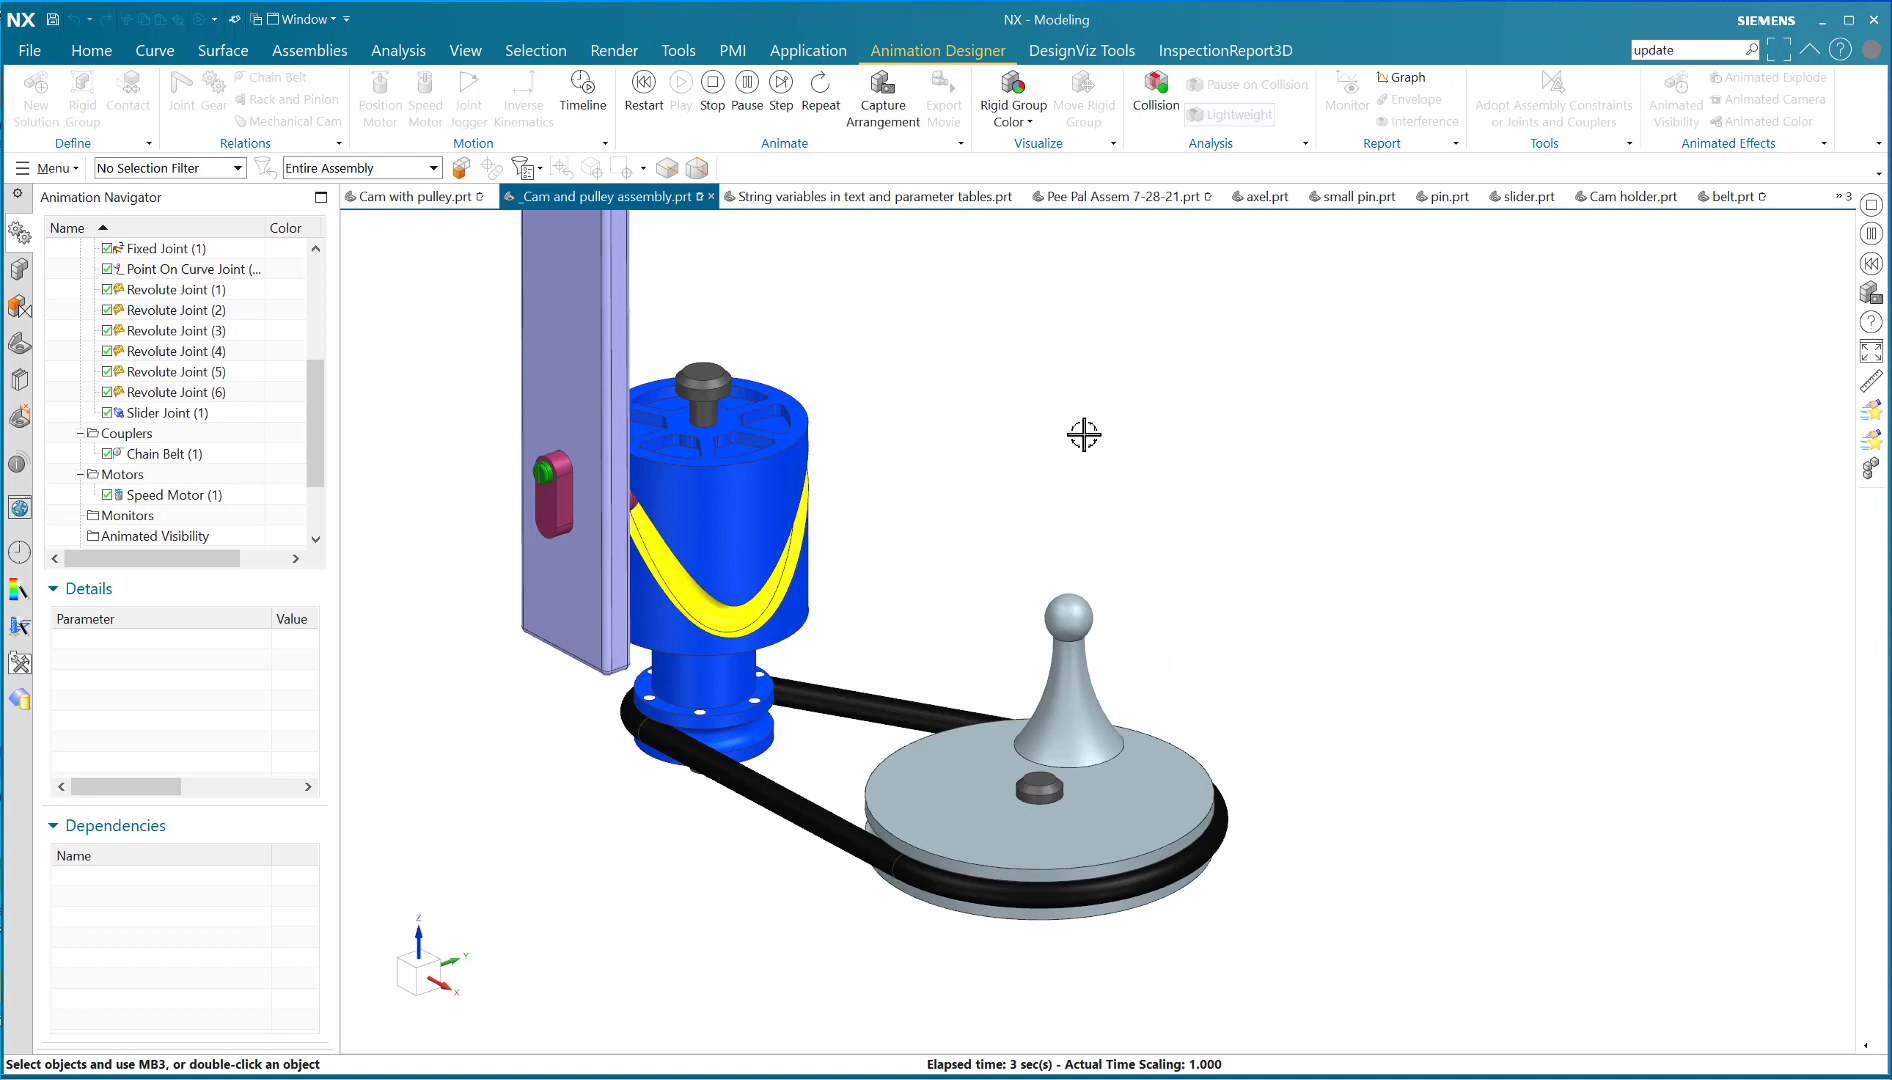 NX Window NX - Modeling SIEMENS
File Home Curve Surface Assemblies Analysis View Selection Render Tools PMI Application Animation Designer DesignViz Tools InspectionReport3D update
New Solution Rigid Group Contact
Define
Joint Gear Chain Belt Rack and Pinion Mechanical Cam
Relations
Position Motor Speed Motor Joint Jogger Inverse Kinematics Timeline
Motion
Restart Play Stop Pause Step Repeat Capture Arrangement Export Movie
Animate
Rigid Group Color Move Rigid Group
Visualize
Collision Pause on Collision Lightweight
Analysis
Monitor Graph Envelope Interference
Report
Adopt Assembly Constraints or Joints and Couplers
Tools
Animated Visibility Animated Explode Animated Camera Animated Color
Animated Effects
Menu No Selection Filter Entire Assembly
Animation Navigator
Cam with pulley.prt _Cam and pulley assembly.prt String variables in text and parameter tables.prt Pee Pal Assem 7-28-21.prt axel.prt small pin.prt pin.prt slider.prt Cam holder.prt belt.prt 3
Name Color
Fixed Joint (1)
Point On Curve Joint (...
Revolute Joint (1)
Revolute Joint (2)
Revolute Joint (3)
Revolute Joint (4)
Revolute Joint (5)
Revolute Joint (6)
Slider Joint (1)
Couplers
Chain Belt (1)
Motors
Speed Motor (1)
Monitors
Animated Visibility
Details
Parameter Value
Dependencies
Name
Z
Y
X
Select objects and use MB3, or double-click an object Elapsed time: 3 sec(s) - Actual Time Scaling: 1.000